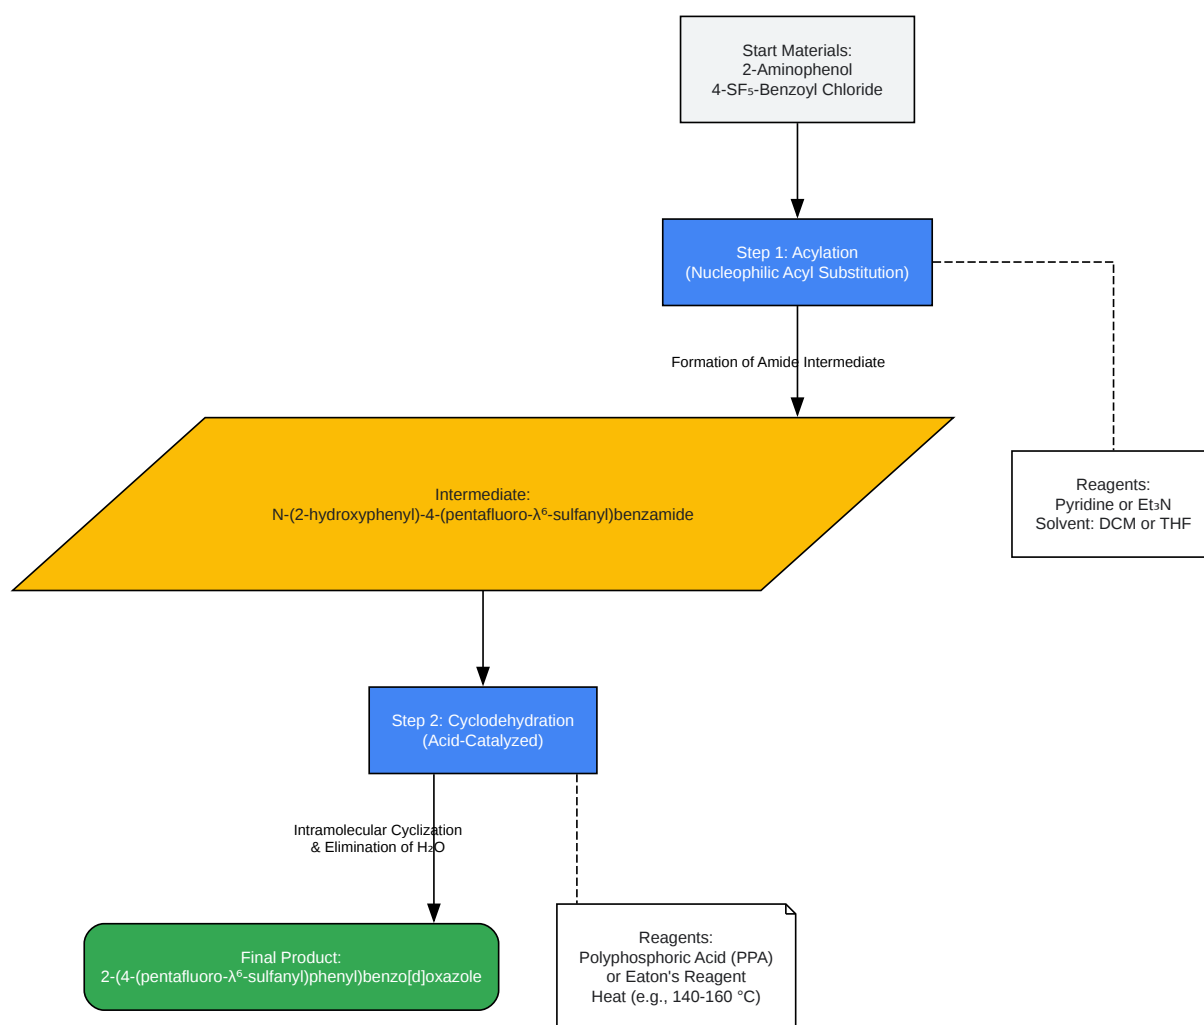 Start Materials:
2-Aminophenol
4-SF₅-Benzoyl Chloride
Step 1: Acylation
(Nucleophilic Acyl Substitution)
Formation of Amide Intermediate
Reagents:
Pyridine or Et₃N
Solvent: DCM or THF
Intermediate:
N-(2-hydroxyphenyl)-4-(pentafluoro-λ⁶-sulfanyl)benzamide
Step 2: Cyclodehydration
(Acid-Catalyzed)
Intramolecular Cyclization
& Elimination of H₂O
Final Product:
2-(4-(pentafluoro-λ⁶-sulfanyl)phenyl)benzo[d]oxazole
Reagents:
Polyphosphoric Acid (PPA)
or Eaton's Reagent
Heat (e.g., 140-160 °C)